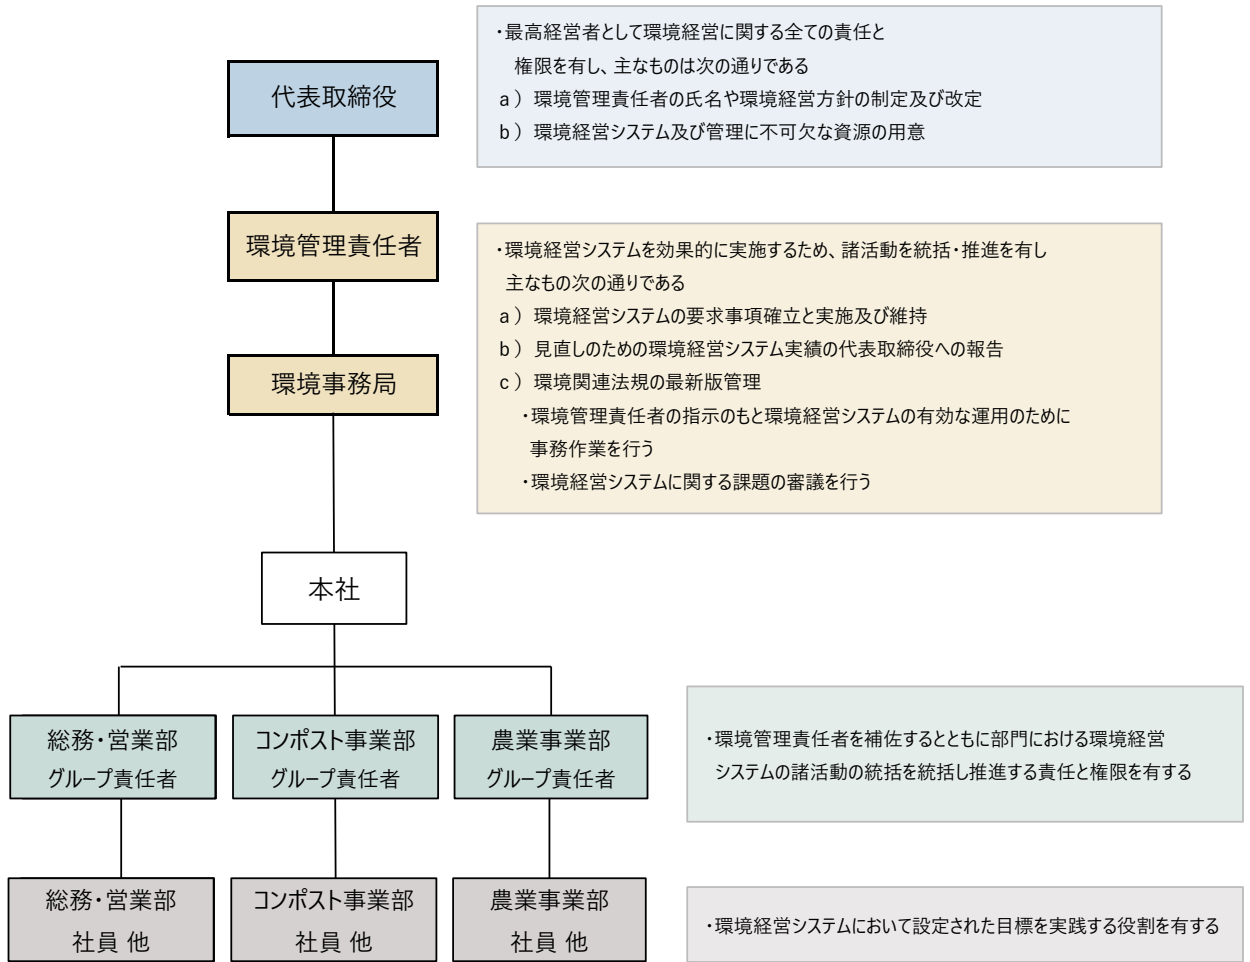 代表取締役
・最高経営者として環境経営に関する全ての責任と
権限を有し、主なものは次の通りである
a）環境管理責任者の氏名や環境経営方針の制定及び改定
b）環境経営システム及び管理に不可欠な資源の用意
環境管理責任者
環境事務局
・環境経営システムを効果的に実施するため、諸活動を統括・推進を有し
主なもの次の通りである
a）環境経営システムの要求事項確立と実施及び維持
b）見直しのための環境経営システム実績の代表取締役への報告
c）環境関連法規の最新版管理
・環境管理責任者の指示のもと環境経営システムの有効な運用のために
事務作業を行う
・環境経営システムに関する課題の審議を行う
本社
総務・営業部
グループ責任者
コンポスト事業部
グループ責任者
農業事業部
グループ責任者
・環境管理責任者を補佐するとともに部門における環境経営
システムの諸活動の統括を統括し推進する責任と権限を有する
総務・営業部
社員 他
コンポスト事業部
社員 他
農業事業部
社員 他
・環境経営システムにおいて設定された目標を実践する役割を有する